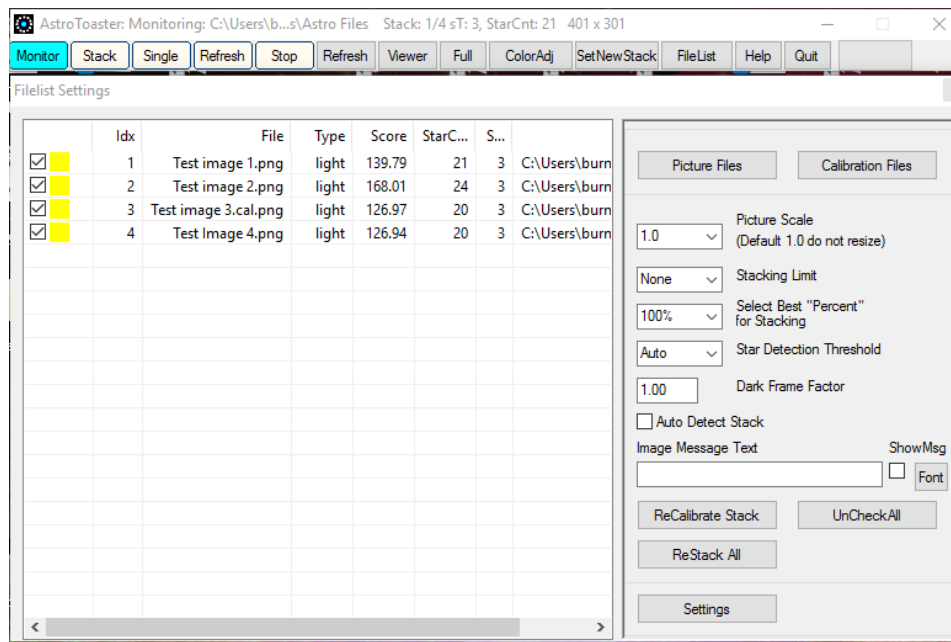 AstroToaster: Monitoring: C:\Users\b...s\Astro Files Stack: 1/4 sT: 3, StarCnt: 21 401 x 301
Monitor Stack Single Refresh Stop Refresh Viewer Full ColorAdj SetNewStack FileList Help Quit
Filelist Settings
Idx File Type Score StarC... S...
1 Test image 1.png light 139.79 21 3 C:\Users\burn
2 Test image 2.png light 168.01 24 3 C:\Users\burn
3 Test image 3.cal.png light 126.97 20 3 C:\Users\burn
4 Test Image 4.png light 126.94 20 3 C:\Users\burn
Picture Files Calibration Files
1.0 Picture Scale
(Default 1.0 do not resize)
None Stacking Limit
100% Select Best "Percent"
for Stacking
Auto Star Detection Threshold
1.00 Dark Frame Factor
Auto Detect Stack
Image Message Text ShowMsg
Font
ReCalibrate Stack UnCheckAll
ReStack All
Settings